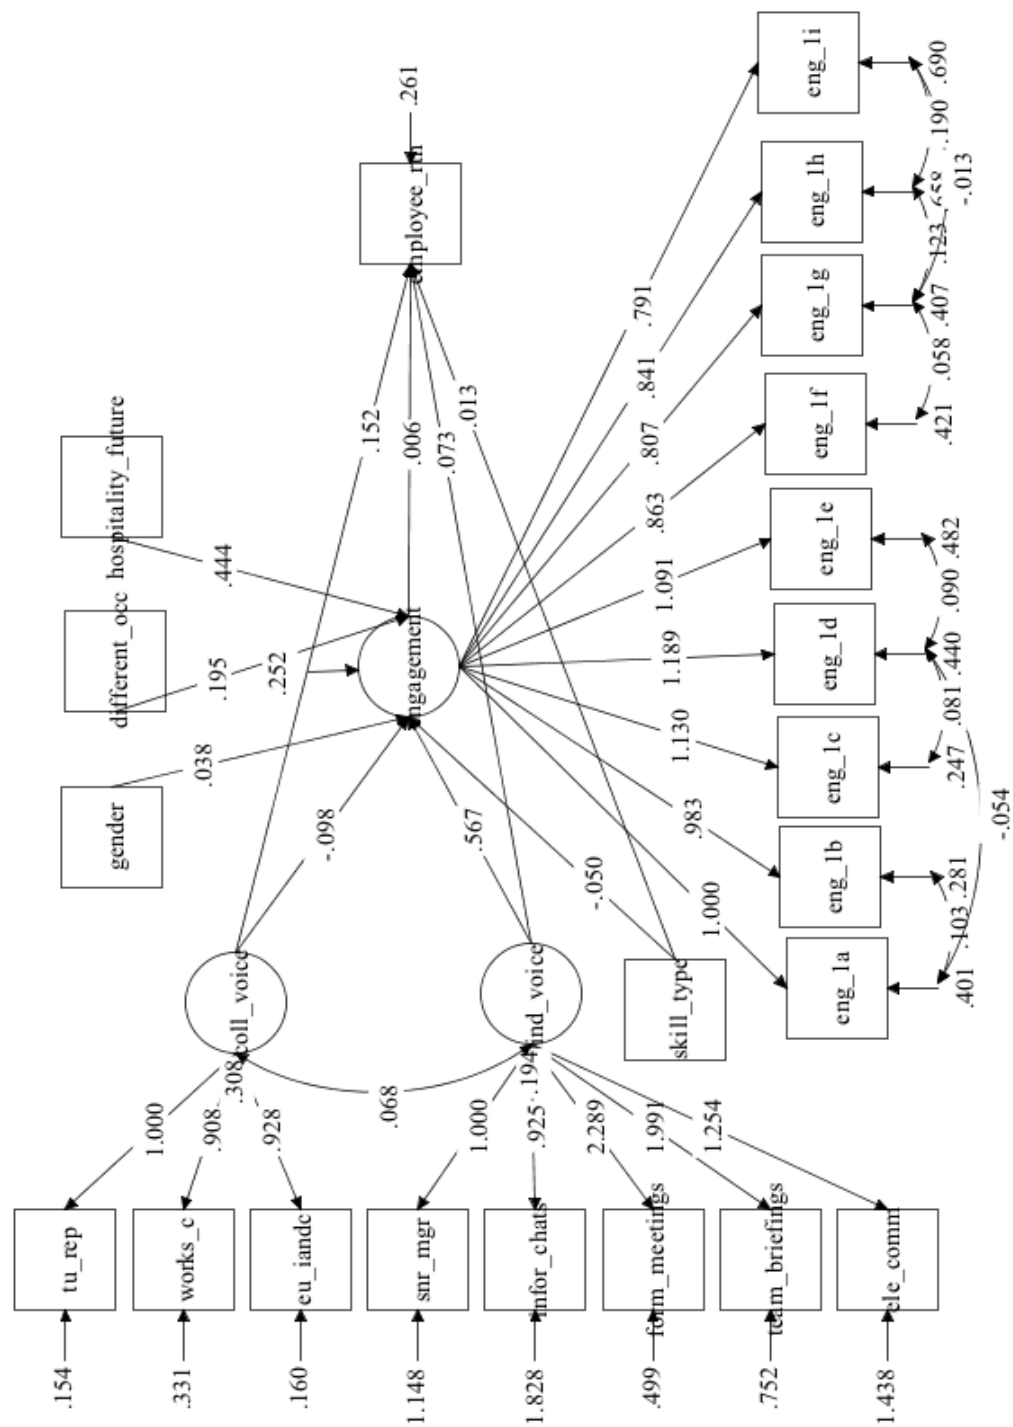 .154
tu_rep
1.000
.331
works_c
.908
.160
eu_iandc
.928
.308
coll_voice
.068
1.148
snr_mgr
1.000
1.828
infor_chats
.925
.499
form_meetings
2.289
.752
team_briefings
1.991
1.438
ele_comm
1.254
.194
ind_voice
skill_type
gender
.038
different_occ
.195
hospitality_future
.444
.252
engagement
-.098
.567
-.050
.152
.006
.073
.013
.261
.791
.841
.807
.863
1.091
1.189
1.130
.983
1.000
eng_1a
.401
eng_1b
.281
.103
eng_1c
.247
eng_1d
.440
.081
-.054
eng_1e
.482
.090
eng_1f
.421
eng_1g
.407
.058
eng_1h
.658
.123
eng_1i
.690
.190
-.013